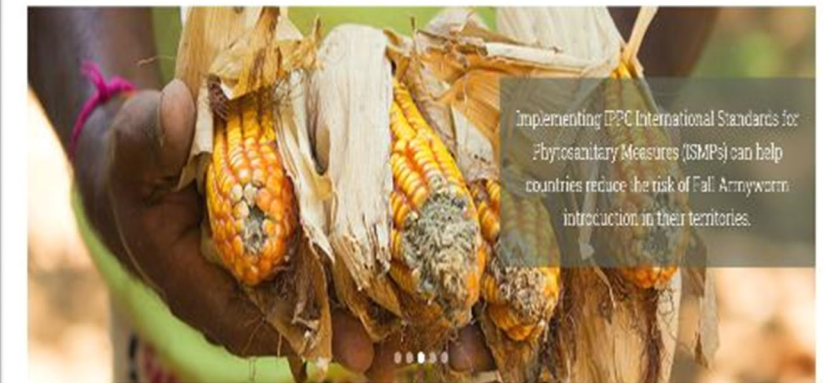 Implementing IPPC International Standards for
Phytosanitary Measures (ISMPs) can help
countries reduce the risk of Fall Armyworm
introduction in their territories.